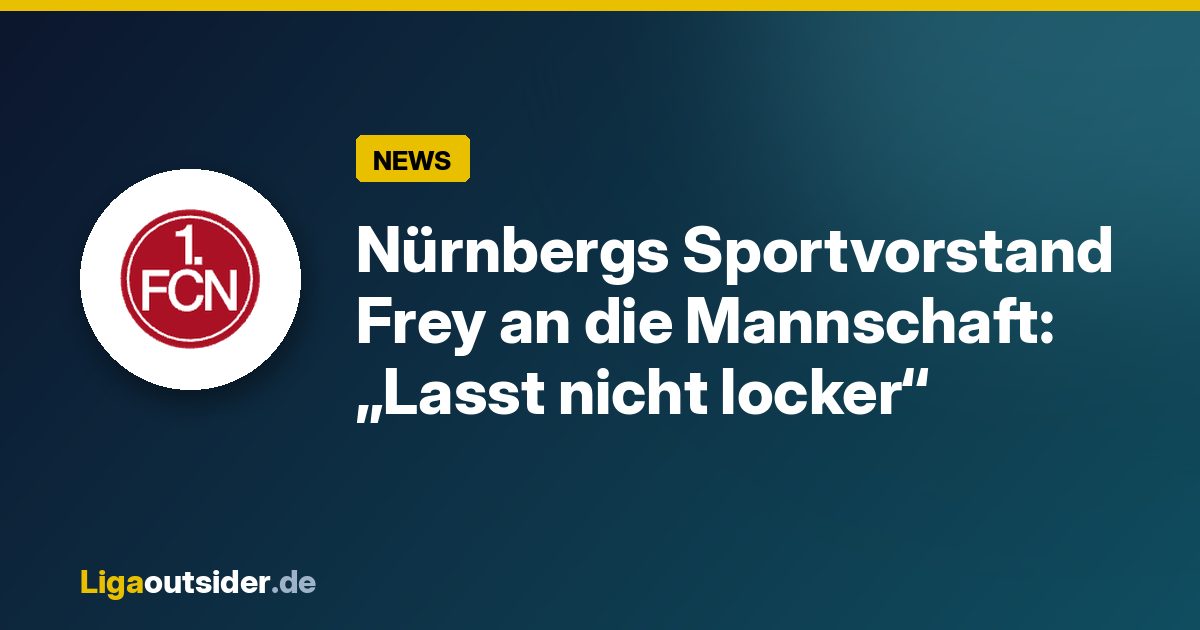 1.
FCN
NEWS
Nürnbergs Sportvorstand
Frey an die Mannschaft:
„Lasst nicht locker“
Ligaoutsider.de